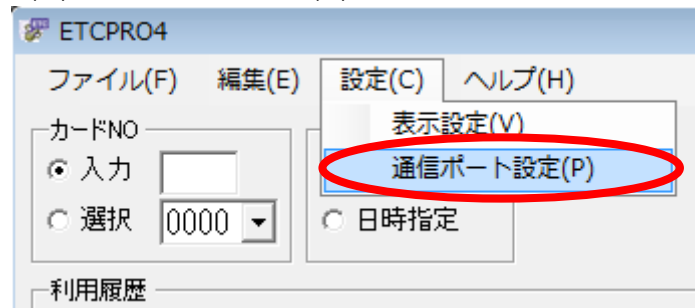 ETCPRO4
ファイル(F) 編集(E) 設定(C) ヘルプ(H)
表示設定(V)
通信ポート設定(P)
カードNO
入力
選択 0000
日時指定
利用履歴